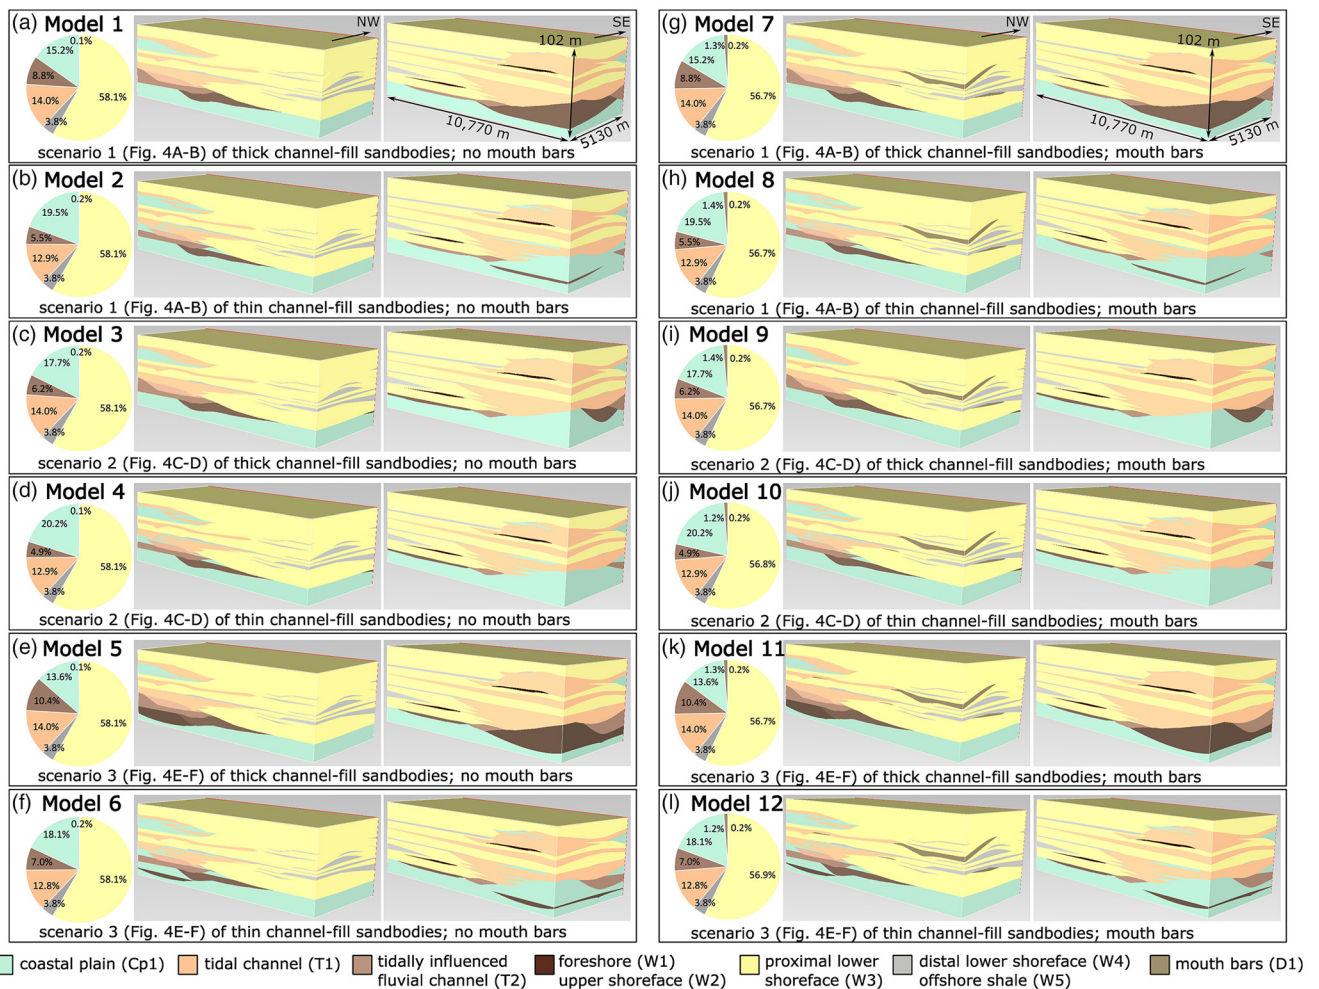 (a) Model 1
0.1%
15.2%
8.8%
14.0%
3.8%
58.1%
NW
SE
102 m
10,770 m
5130 m
scenario 1 (Fig. 4A-B) of thick channel-fill sandbodies; no mouth bars
(b) Model 2
0.2%
19.5%
5.5%
12.9%
3.8%
58.1%
scenario 1 (Fig. 4A-B) of thin channel-fill sandbodies; no mouth bars
(c) Model 3
0.2%
17.7%
6.2%
14.0%
3.8%
58.1%
scenario 2 (Fig. 4C-D) of thick channel-fill sandbodies; no mouth bars
(d) Model 4
0.1%
20.2%
4.9%
12.9%
3.8%
58.1%
scenario 2 (Fig. 4C-D) of thin channel-fill sandbodies; no mouth bars
(e) Model 5
0.1%
13.6%
10.4%
14.0%
3.8%
58.1%
scenario 3 (Fig. 4E-F) of thick channel-fill sandbodies; no mouth bars
(f) Model 6
0.2%
18.1%
7.0%
12.8%
3.8%
58.1%
scenario 3 (Fig. 4E-F) of thin channel-fill sandbodies; no mouth bars
(g) Model 7
1.3% 0.2%
15.2%
8.8%
14.0%
3.8%
56.7%
NW
SE
102 m
10,770 m
5130 m
scenario 1 (Fig. 4A-B) of thick channel-fill sandbodies; mouth bars
(h) Model 8
1.4% 0.2%
19.5%
5.5%
12.9%
3.8%
56.7%
scenario 1 (Fig. 4A-B) of thin channel-fill sandbodies; mouth bars
(i) Model 9
1.4% 0.2%
17.7%
6.2%
14.0%
3.8%
56.7%
scenario 2 (Fig. 4C-D) of thick channel-fill sandbodies; mouth bars
(j) Model 10
1.2% 0.2%
20.2%
4.9%
12.9%
3.8%
56.8%
scenario 2 (Fig. 4C-D) of thin channel-fill sandbodies; mouth bars
(k) Model 11
1.3% 0.2%
13.6%
10.4%
14.0%
3.8%
56.7%
scenario 3 (Fig. 4E-F) of thick channel-fill sandbodies; mouth bars
(l) Model 12
1.2% 0.2%
18.1%
7.0%
12.8%
3.8%
56.9%
scenario 3 (Fig. 4E-F) of thin channel-fill sandbodies; mouth bars
coastal plain (Cp1)
tidal channel (T1)
tidally influenced
fluvial channel (T2)
foreshore (W1)
upper shoreface (W2)
proximal lower
shoreface (W3)
distal lower shoreface (W4)
offshore shale (W5)
mouth bars (D1)